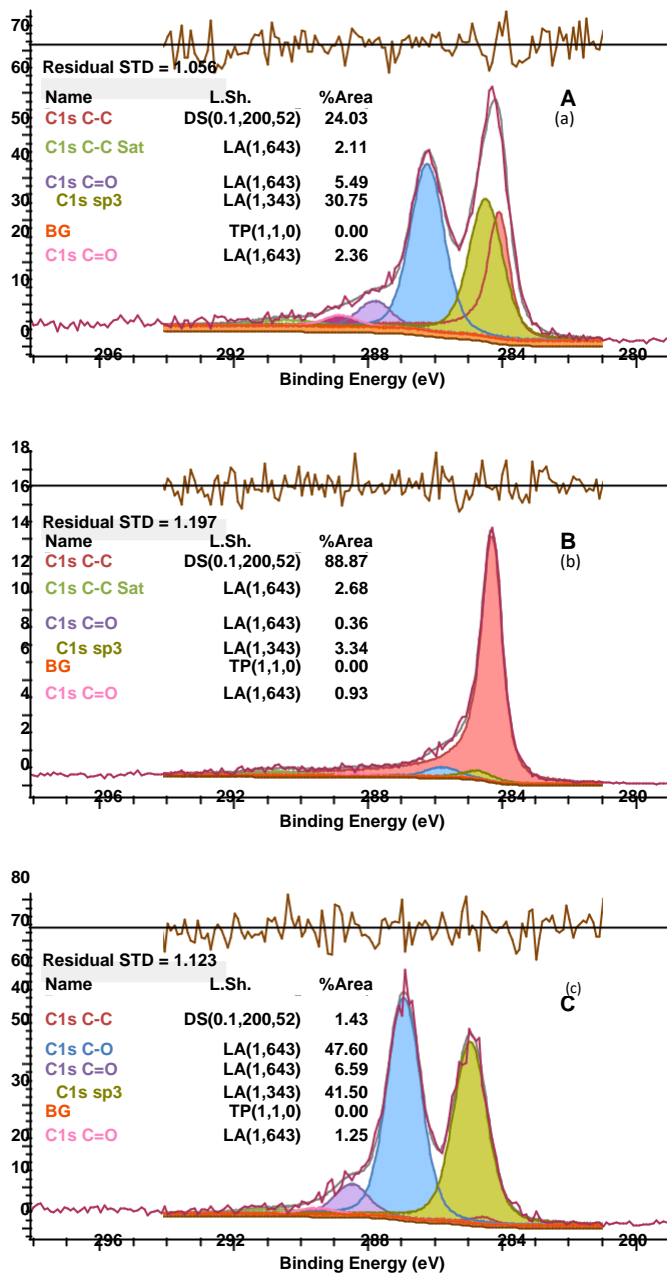 70
60
Residual STD = 1.056
Name L.Sh. %Area
50
A
C1s C-C DS(0.1,200,52) 24.03
(a)
C1s C-C Sat LA(1,643) 2.11
40
C1s C=O LA(1,643) 5.49
30
C1s sp3 LA(1,343) 30.75
20
BG TP(1,1,0) 0.00
C1s C=O LA(1,643) 2.36
10
0
296 292 288 284 280
Binding Energy (eV)
18
16
14
Residual STD = 1.197
Name L.Sh. %Area
B
12
C1s C-C DS(0.1,200,52) 88.87
(b)
10
C1s C-C Sat LA(1,643) 2.68
8
C1s C=O LA(1,643) 0.36
6
C1s sp3 LA(1,343) 3.34
BG TP(1,1,0) 0.00
4
C1s C=O LA(1,643) 0.93
2
0
296 292 288 284 280
Binding Energy (eV)
80
70
60
Residual STD = 1.123
40
Name L.Sh. %Area
(c)
C
50
C1s C-C DS(0.1,200,52) 1.43
C1s C-O LA(1,643) 47.60
C1s C=O LA(1,643) 6.59
30
C1s sp3 LA(1,343) 41.50
BG TP(1,1,0) 0.00
20
C1s C=O LA(1,643) 1.25
10
0
296 292 288 284 280
Binding Energy (eV)